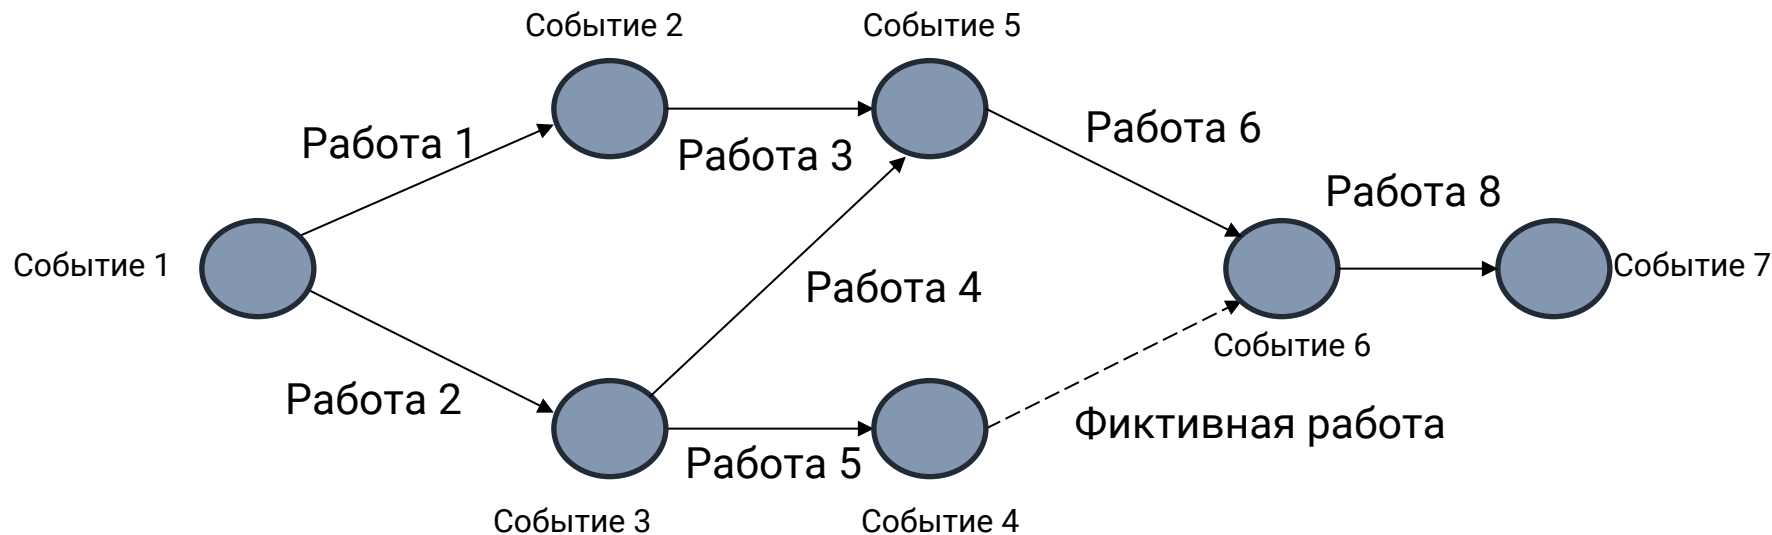 Событие 2
Событие 5
Работа 1
Работа 3
Работа 6
Работа 8
Событие 1
Работа 4
Событие 7
Событие 6
Работа 2
Фиктивная работа
Работа 5
Событие 3
Событие 4